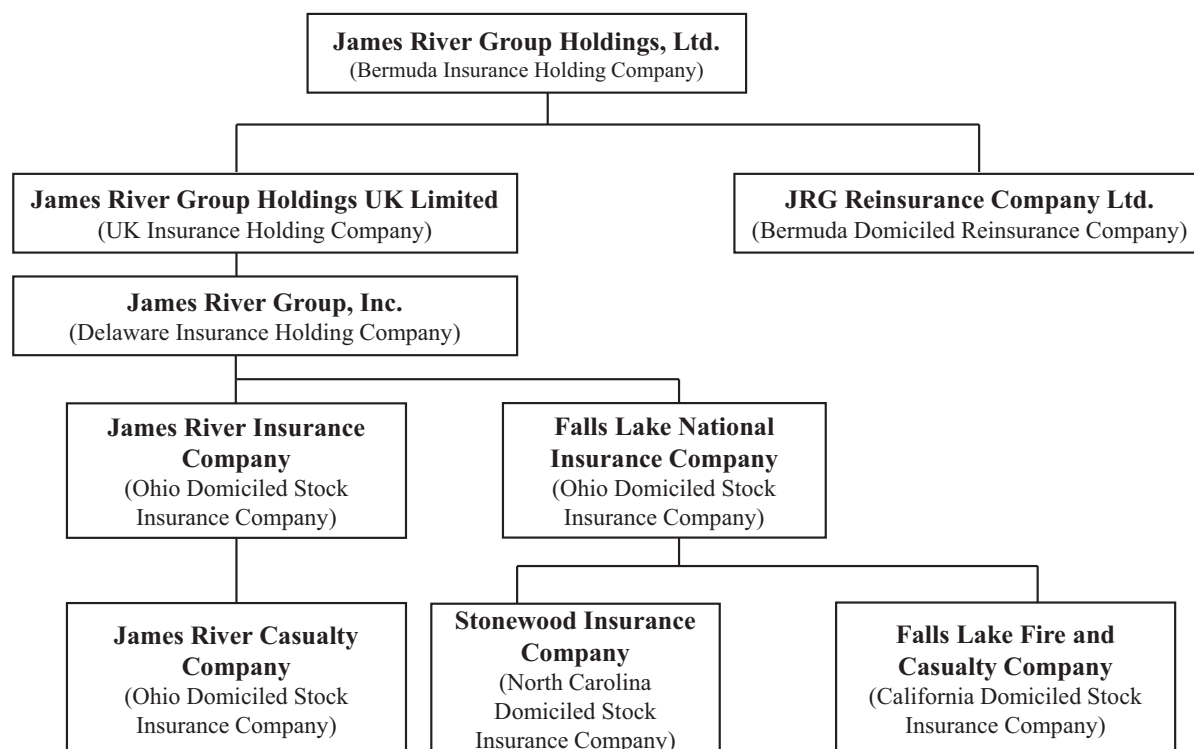 James River Group Holdings, Ltd.
(Bermuda Insurance Holding Company)
James River Group Holdings UK Limited
(UK Insurance Holding Company)
JRG Reinsurance Company Ltd.
(Bermuda Domiciled Reinsurance Company)
James River Group, Inc.
(Delaware Insurance Holding Company)
James River Insurance
Company
(Ohio Domiciled Stock
Insurance Company)
Falls Lake National
Insurance Company
(Ohio Domiciled Stock
Insurance Company)
James River Casualty
Company
(Ohio Domiciled Stock
Insurance Company)
Stonewood Insurance
Company
(North Carolina
Domiciled Stock
Insurance Company)
Falls Lake Fire and
Casualty Company
(California Domiciled Stock
Insurance Company)